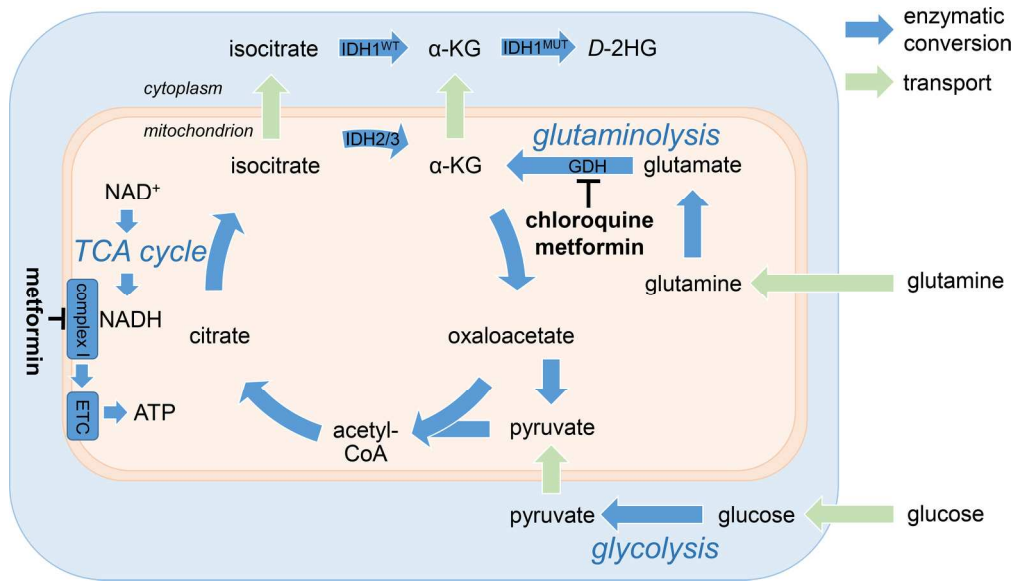 isocitrate IDH1ᵂᵀ α-KG IDH1ᴹᵁᵀ D-2HG
enzymatic
conversion
transport
cytoplasm
mitochondrion
isocitrate IDH2/3 α-KG
glutaminolysis
GDH
glutamate
chloroquine
metformin
NAD⁺
TCA cycle
metformin
complex I
NADH
ETC
ATP
citrate
glutamine
glutamine
oxaloacetate
acetyl-
CoA
pyruvate
pyruvate
glucose
glucose
glycolysis